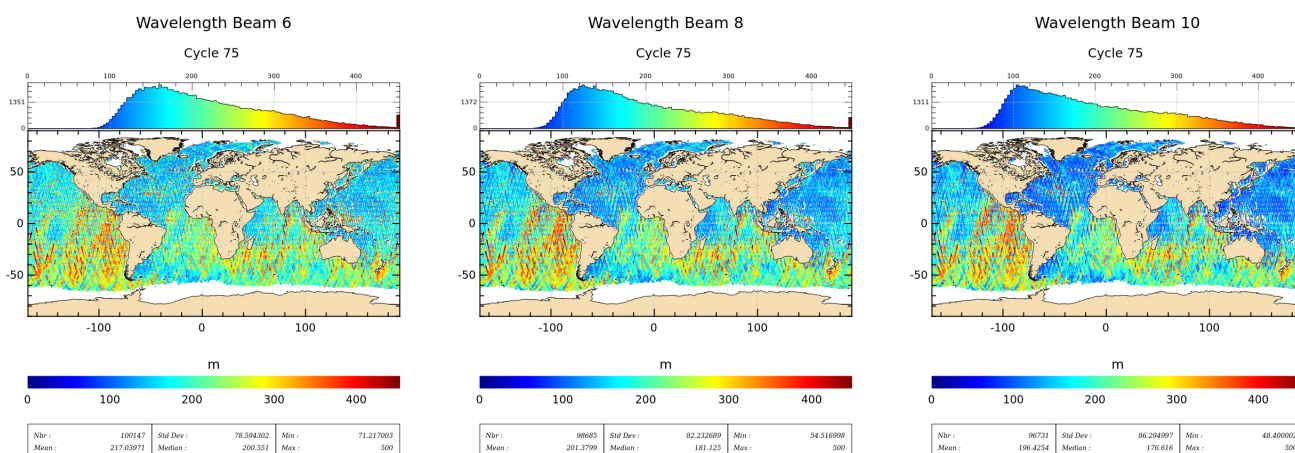 Wavelength Beam 6
Cycle 75
0 100 200 300 400
1351
0
50
0
-50
-100 0 100
m
0 100 200 300 400
Nbr : 100147 Std Dev : 78.594302 Min : 71.217003
Mean : 217.03971 Median : 200.551 Max : 500
Wavelength Beam 8
Cycle 75
0 100 200 300 400
1372
0
50
0
-50
-100 0 100
m
0 100 200 300 400
Nbr : 98685 Std Dev : 82.232689 Min : 54.516998
Mean : 201.3799 Median : 181.125 Max : 500
Wavelength Beam 10
Cycle 75
0 100 200 300 400
1311
0
50
0
-50
-100 0 100
m
0 100 200 300 400
Nbr : 96731 Std Dev : 86.294997 Min : 48.400002
Mean : 196.4254 Median : 176.616 Max : 500